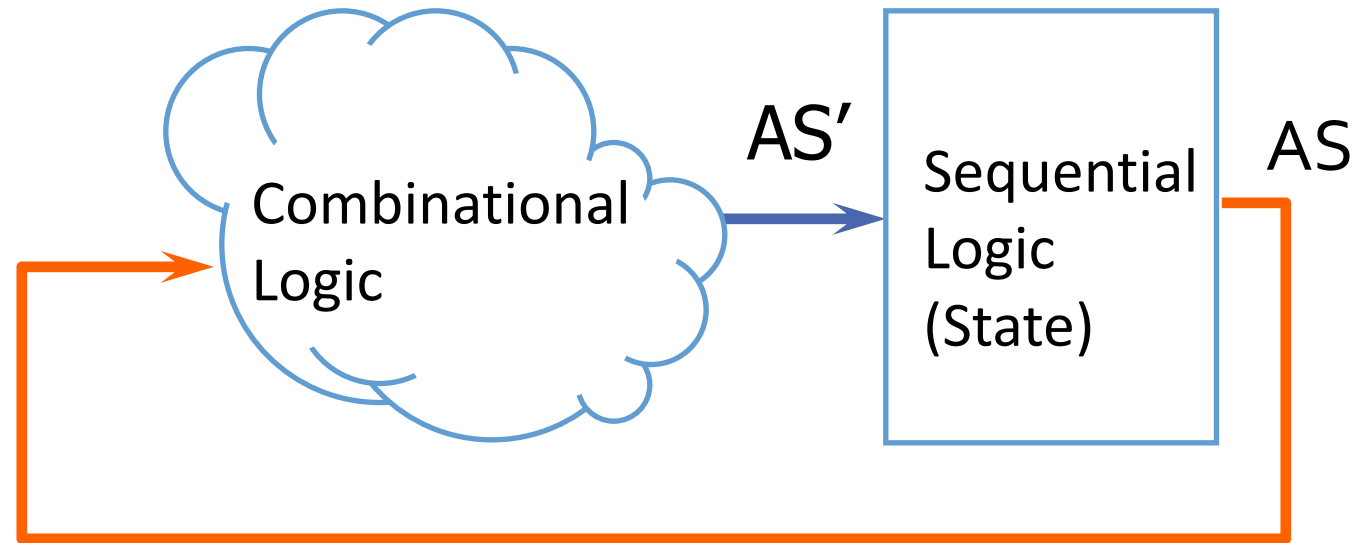 Combinational
Logic
AS’
Sequential
Logic
(State)
AS